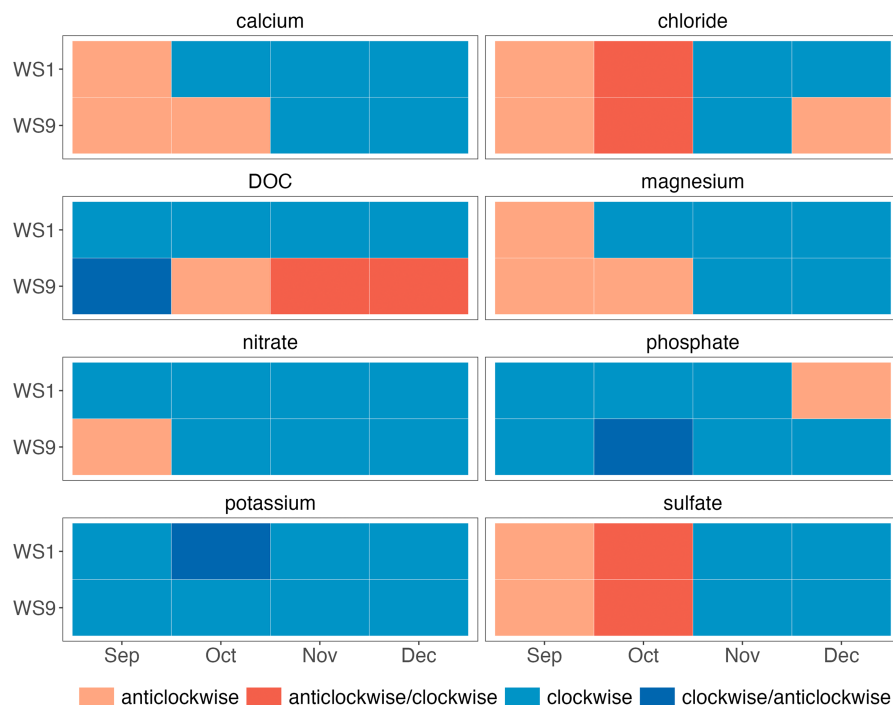 calcium chloride
WS1
WS9
DOC magnesium
WS1
WS9
nitrate phosphate
WS1
WS9
potassium sulfate
WS1
WS9
Sep Oct Nov Dec Sep Oct Nov Dec
anticlockwise anticlockwise/clockwise clockwise clockwise/anticlockwise